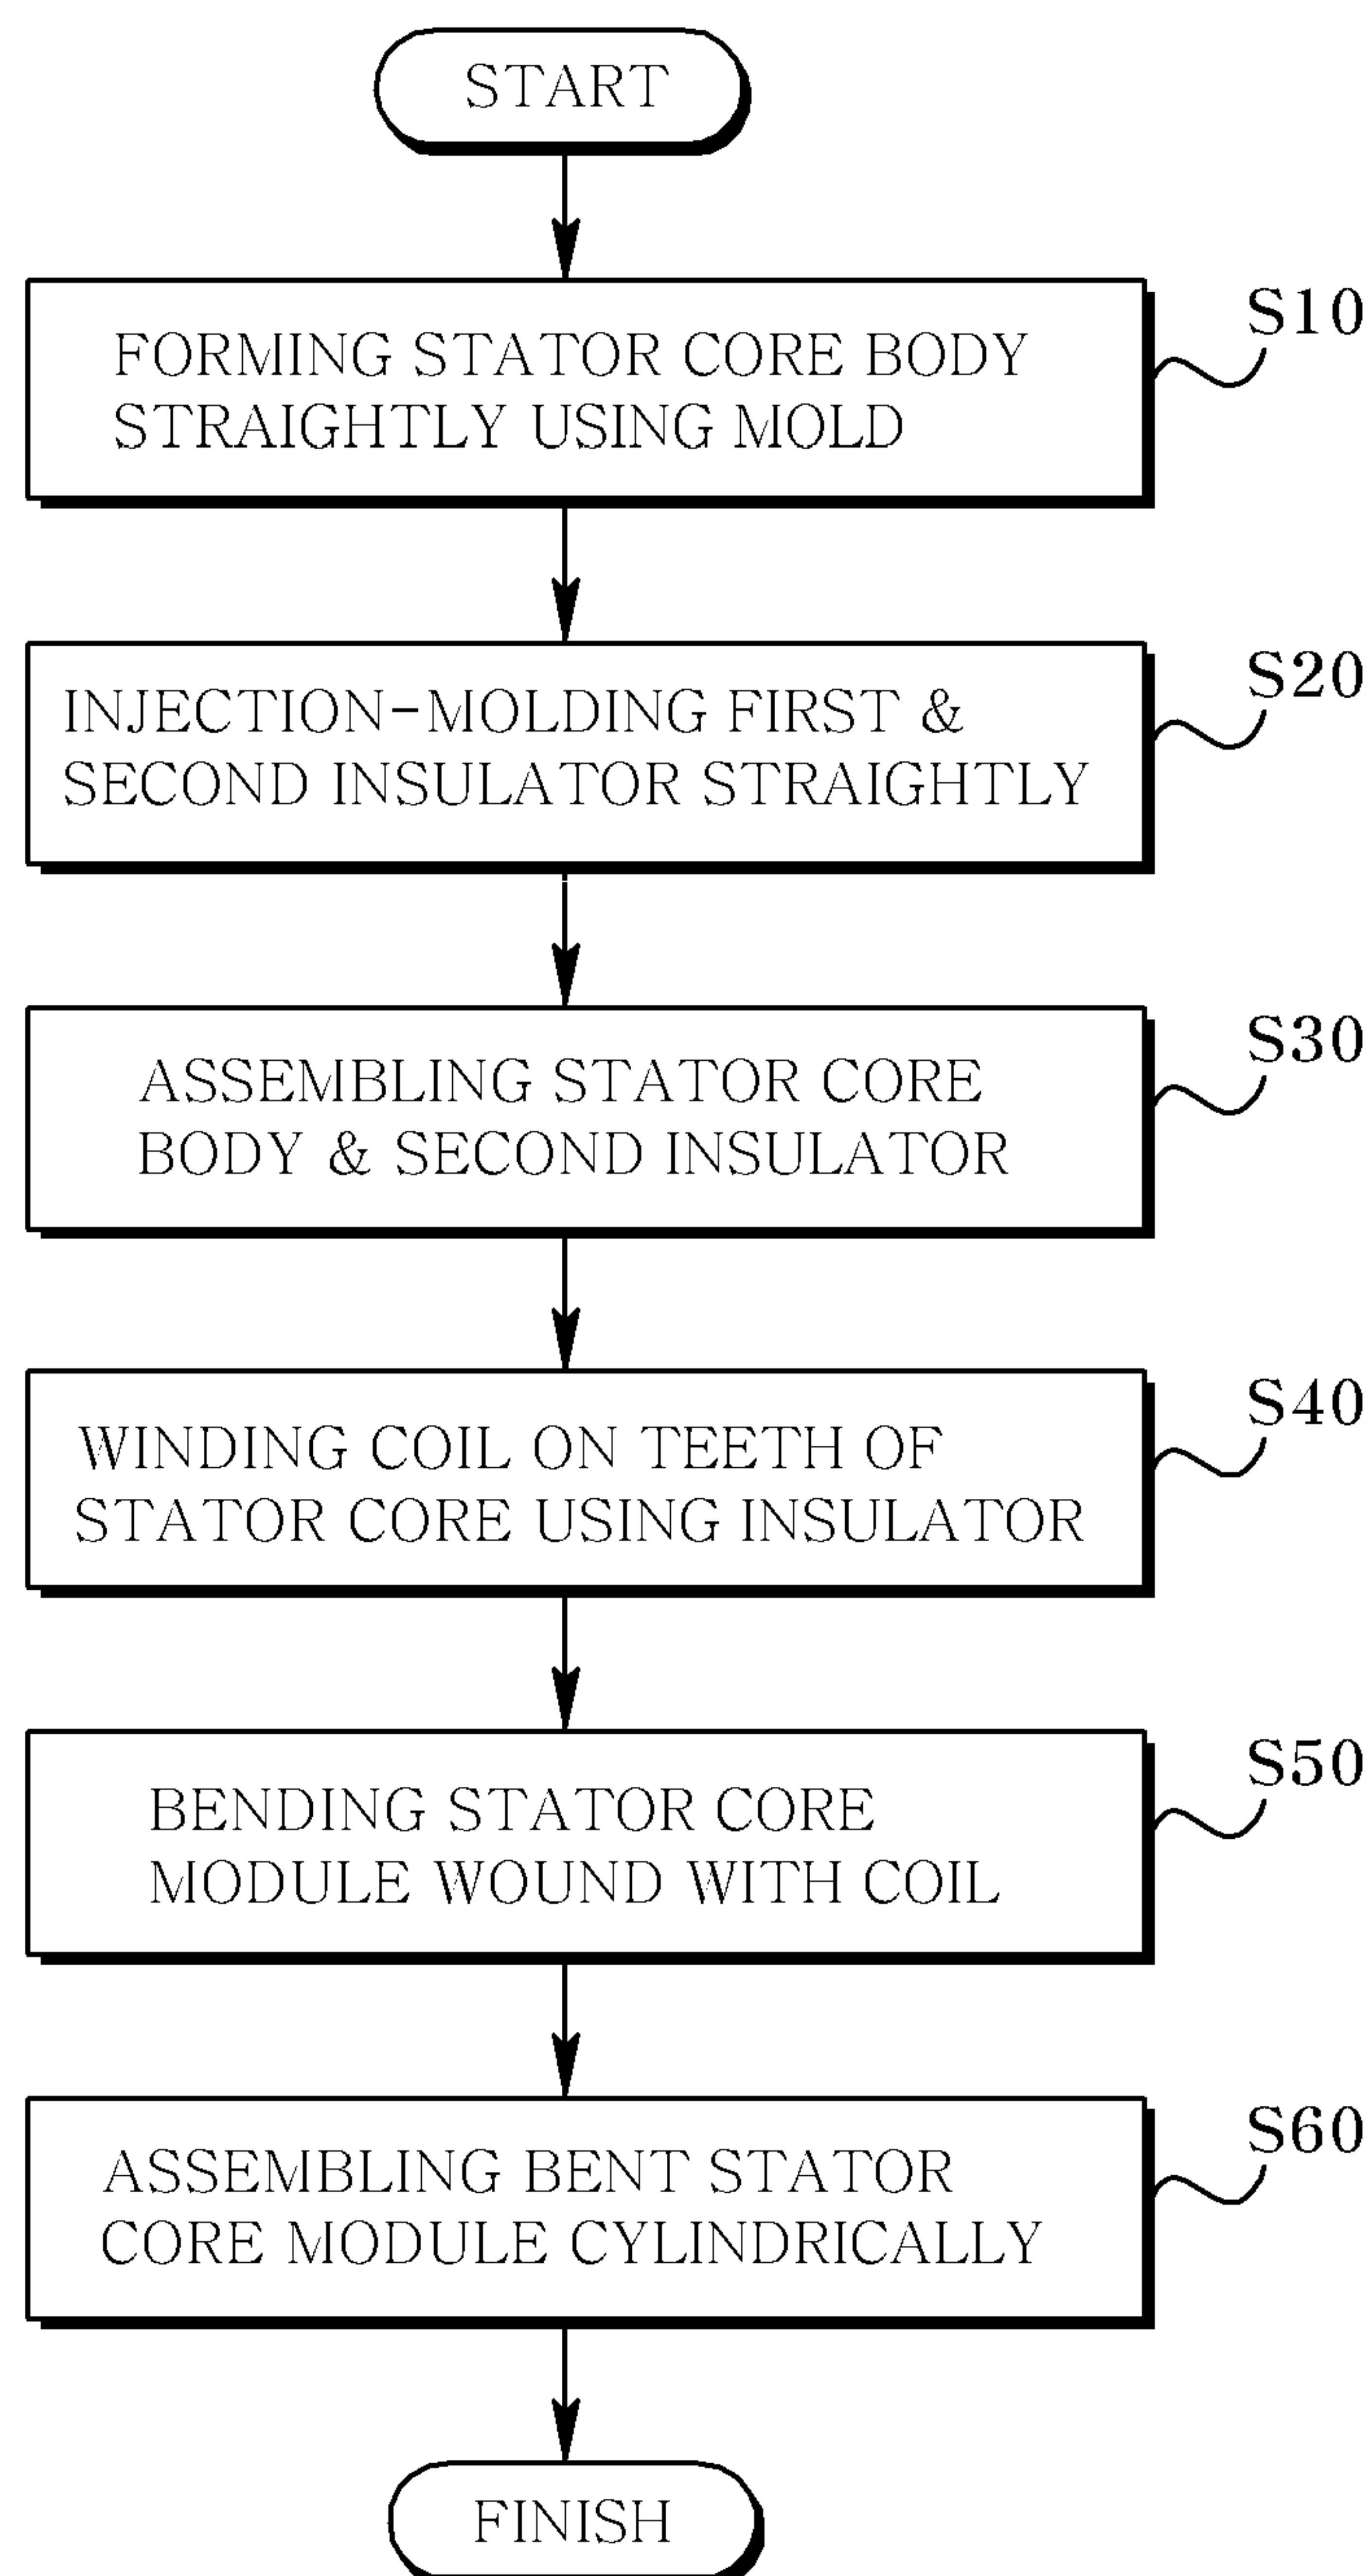 START
FORMING STATOR CORE BODY
STRAIGHTLY USING MOLD
S10
INJECTION-MOLDING FIRST &
SECOND INSULATOR STRAIGHTLY
S20
ASSEMBLING STATOR CORE
BODY & SECOND INSULATOR
S30
WINDING COIL ON TEETH OF
STATOR CORE USING INSULATOR
S40
BENDING STATOR CORE
MODULE WOUND WITH COIL
S50
ASSEMBLING BENT STATOR
CORE MODULE CYLINDRICALLY
S60
FINISH